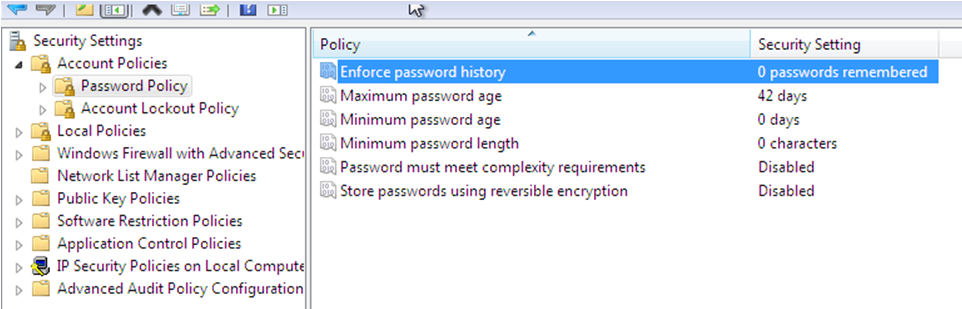 Security Settings
Account Policies
Password Policy
Account Lockout Policy
Local Policies
Windows Firewall with Advanced Sec
Network List Manager Policies
Public Key Policies
Software Restriction Policies
Application Control Policies
IP Security Policies on Local Compute
Advanced Audit Policy Configuration
Policy Security Setting
Enforce password history 0 passwords remembered
Maximum password age 42 days
Minimum password age 0 days
Minimum password length 0 characters
Password must meet complexity requirements Disabled
Store passwords using reversible encryption Disabled